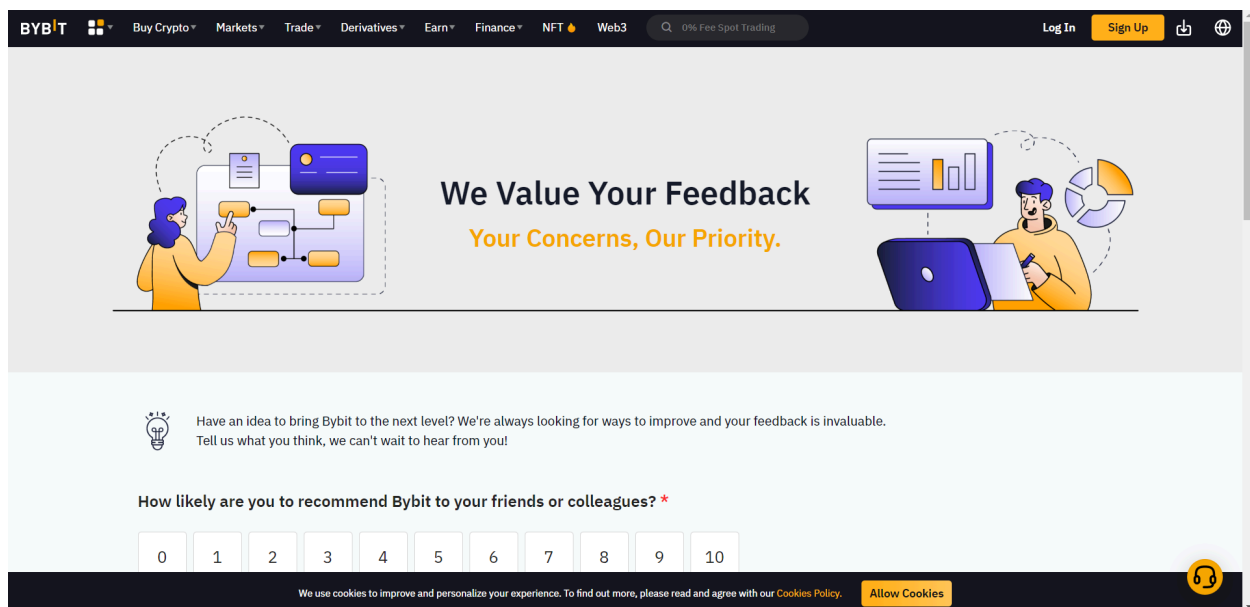 BYBIT Buy Crypto Markets Trade Derivatives Earn Finance NFT Web3 0% Fee Spot Trading Log In Sign Up
We Value Your Feedback
Your Concerns, Our Priority.
Have an idea to bring Bybit to the next level? We're always looking for ways to improve and your feedback is invaluable.
Tell us what you think, we can't wait to hear from you!
How likely are you to recommend Bybit to your friends or colleagues? *
0 1 2 3 4 5 6 7 8 9 10
We use cookies to improve and personalize your experience. To find out more, please read and agree with our Cookies Policy. Allow Cookies